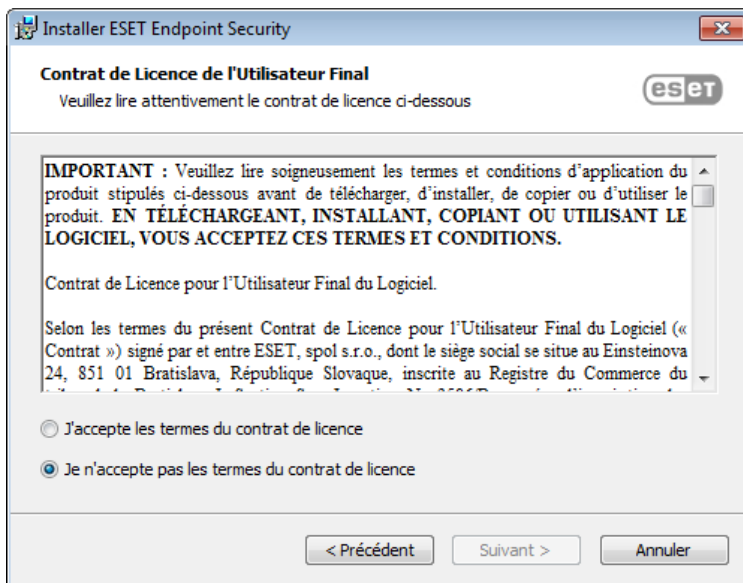 Installer ESET Endpoint Security
Contrat de Licence de l'Utilisateur Final
Veuillez lire attentivement le contrat de licence ci-dessous
eseT
IMPORTANT : Veuillez lire soigneusement les termes et conditions d’application du
produit stipulés ci-dessous avant de télécharger, d’installer, de copier ou d’utiliser le
produit. EN TÉLÉCHARGEANT, INSTALLANT, COPIANT OU UTILISANT LE
LOGICIEL, VOUS ACCEPTEZ CES TERMES ET CONDITIONS.
Contrat de Licence pour l’Utilisateur Final du Logiciel.
Selon les termes du présent Contrat de Licence pour l’Utilisateur Final du Logiciel («
Contrat ») signé par et entre ESET, spol s.r.o., dont le siège social se situe au Einsteinova
24, 851 01 Bratislava, République Slovaque, inscrite au Registre du Commerce du
J'accepte les termes du contrat de licence
Je n'accepte pas les termes du contrat de licence
< Précédent
Suivant >
Annuler